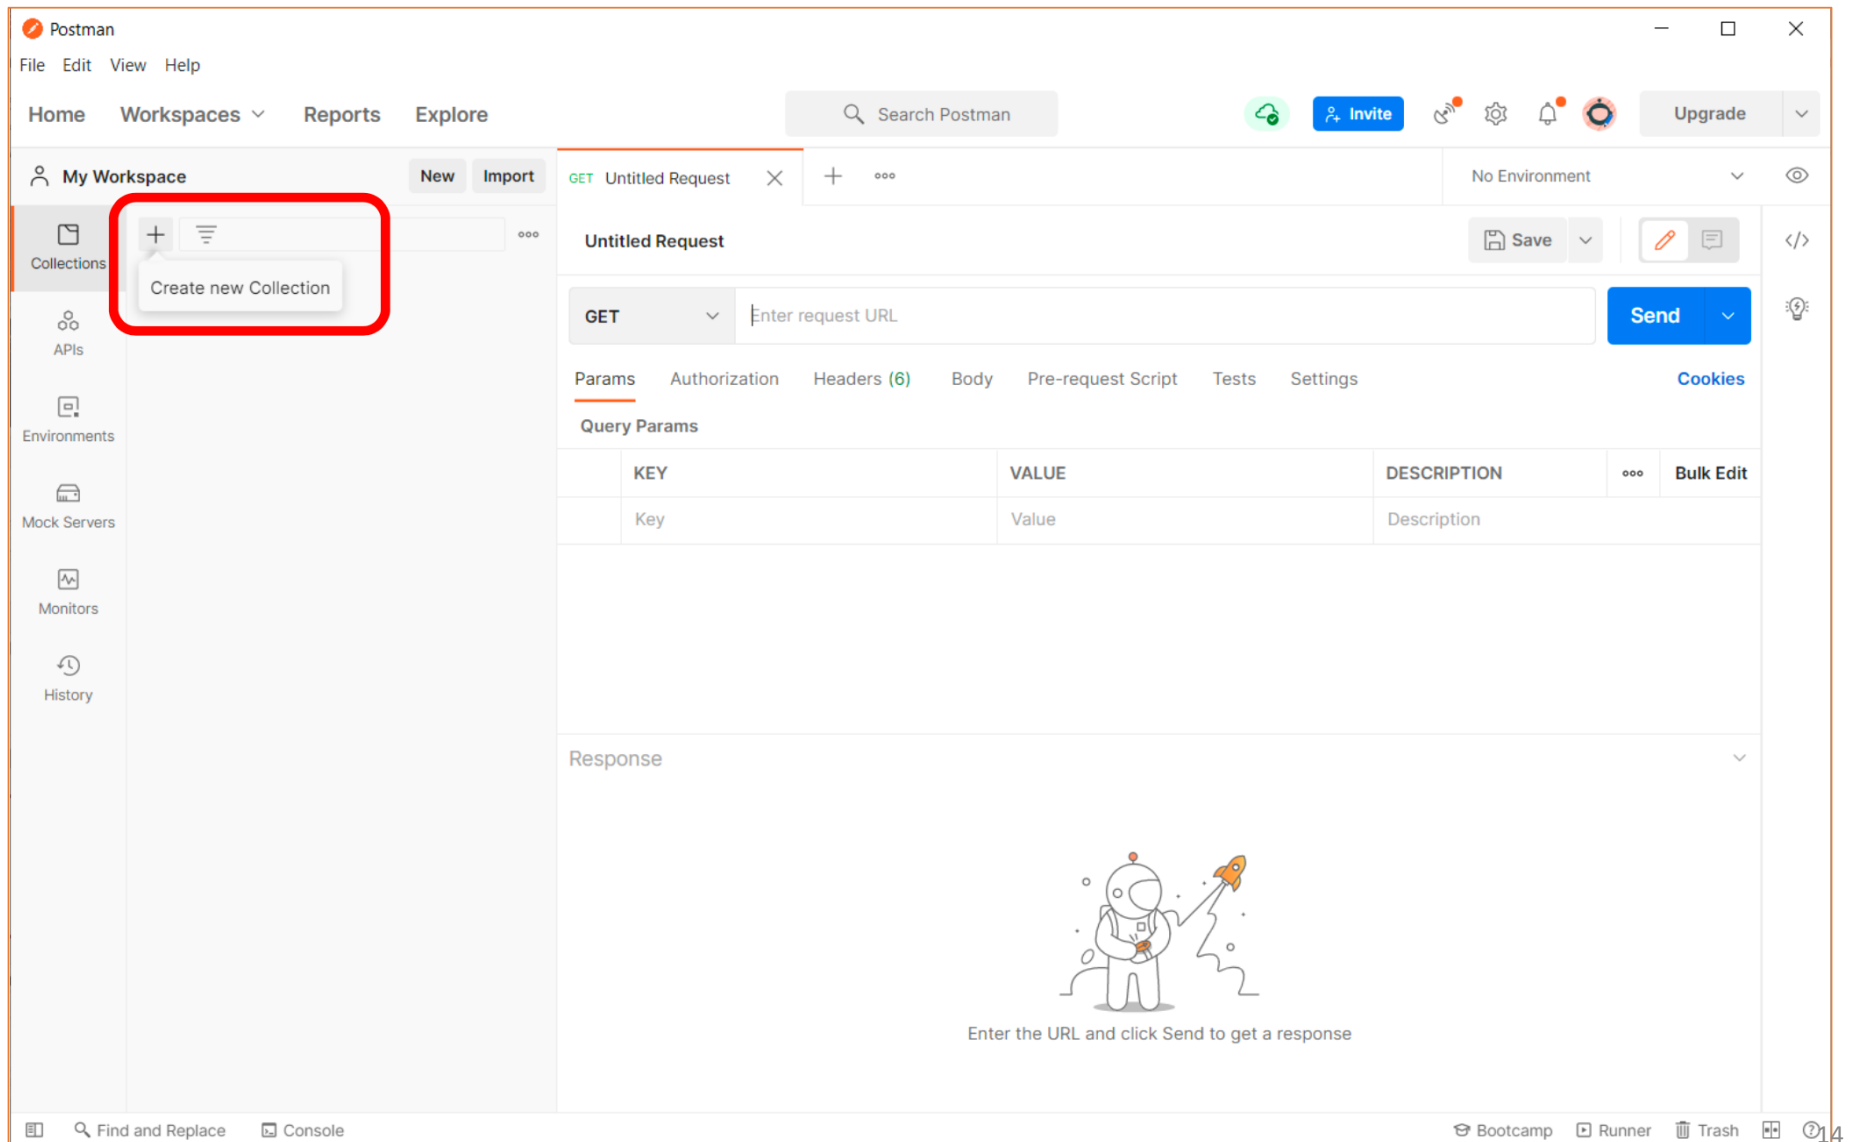 Postman
File Edit View Help
Home Workspaces Reports Explore Search Postman Invite Upgrade
My Workspace New Import GET Untitled Request No Environment
Collections
Create new Collection
Untitled Request Save
APIs
GET Enter request URL Send
Environments
Params Authorization Headers (6) Body Pre-request Script Tests Settings Cookies
Query Params
Mock Servers
KEY VALUE DESCRIPTION Bulk Edit
Key Value Description
Monitors
History
Response
Enter the URL and click Send to get a response
Find and Replace Console Bootcamp Runner Trash
14